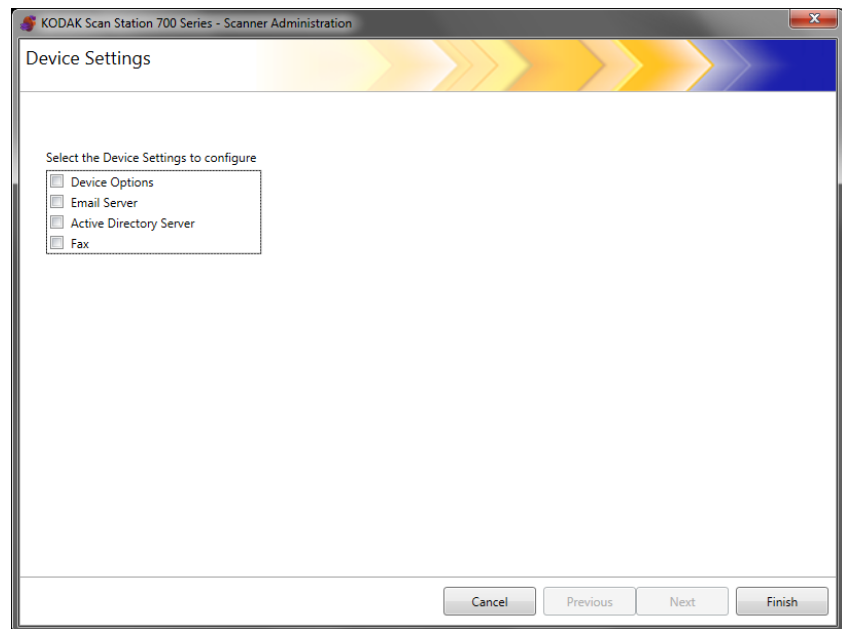 KODAK Scan Station 700 Series - Scanner Administration
Device Settings
Select the Device Settings to configure
Device Options
Email Server
Active Directory Server
Fax
Cancel Previous Next Finish